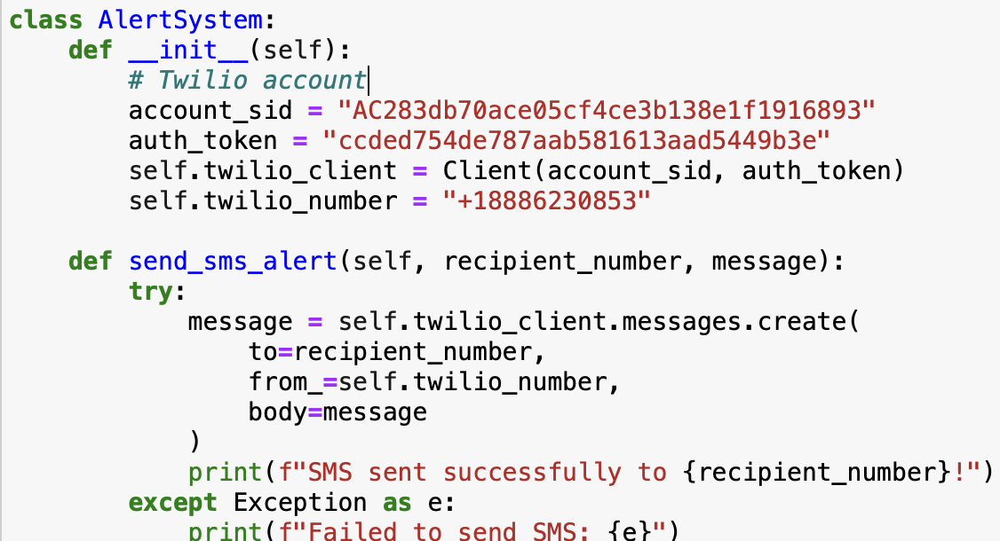 class AlertSystem:
    def __init__(self):
        # Twilio account
        account_sid = "AC283db70ace05cf4ce3b138e1f1916893"
        auth_token = "ccded754de787aab581613aad5449b3e"
        self.twilio_client = Client(account_sid, auth_token)
        self.twilio_number = "+18886230853"

    def send_sms_alert(self, recipient_number, message):
        try:
            message = self.twilio_client.messages.create(
                to=recipient_number,
                from_=self.twilio_number,
                body=message
            )
            print(f"SMS sent successfully to {recipient_number}!")
        except Exception as e:
            print(f"Failed to send SMS: {e}")